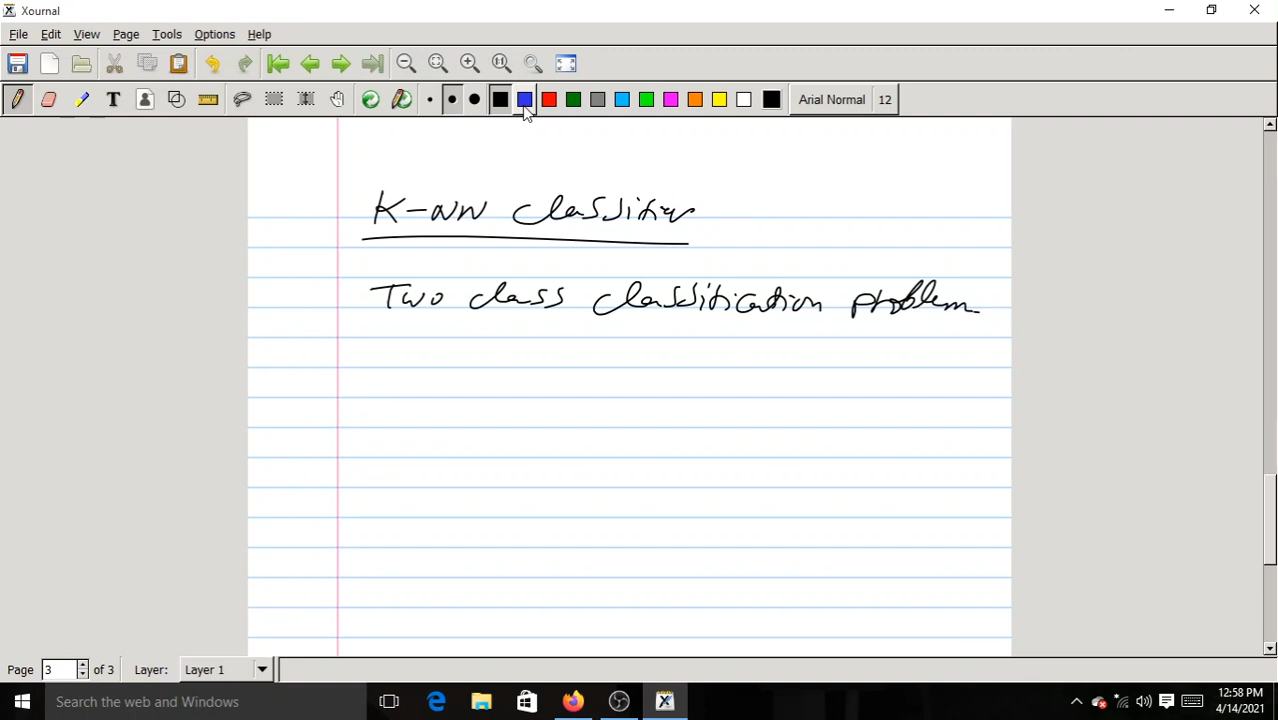 Xournal
File Edit View Page Tools Options Help
Arial Normal 12
K-NN Classifier
Two class classification problem
Page 3 of 3 Layer: Layer 1
Search the web and Windows
12:58 PM
4/14/2021